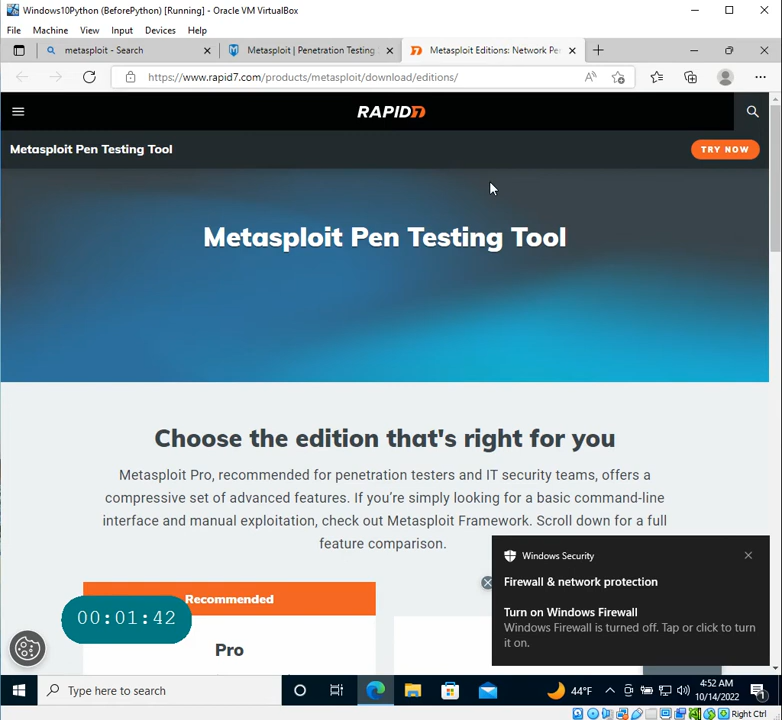 Windows10Python (BeforePython) [Running] - Oracle VM VirtualBox
File Machine View Input Devices Help
metasploit - Search
Metasploit | Penetration Testing
Metasploit Editions: Network Pe
https://www.rapid7.com/products/metasploit/download/editions/
RAPID7
Metasploit Pen Testing Tool
TRY NOW
Metasploit Pen Testing Tool
Choose the edition that's right for you
Metasploit Pro, recommended for penetration testers and IT security teams, offers a
compressive set of advanced features. If you're simply looking for a basic command-line
interface and manual exploitation, check out Metasploit Framework. Scroll down for a full
feature comparison.
Windows Security
Firewall & network protection
Turn on Windows Firewall
Windows Firewall is turned off. Tap or click to turn
it on.
Recommended
00:01:42
Pro
Type here to search
44°F
4:52 AM
10/14/2022
1
Right Ctrl